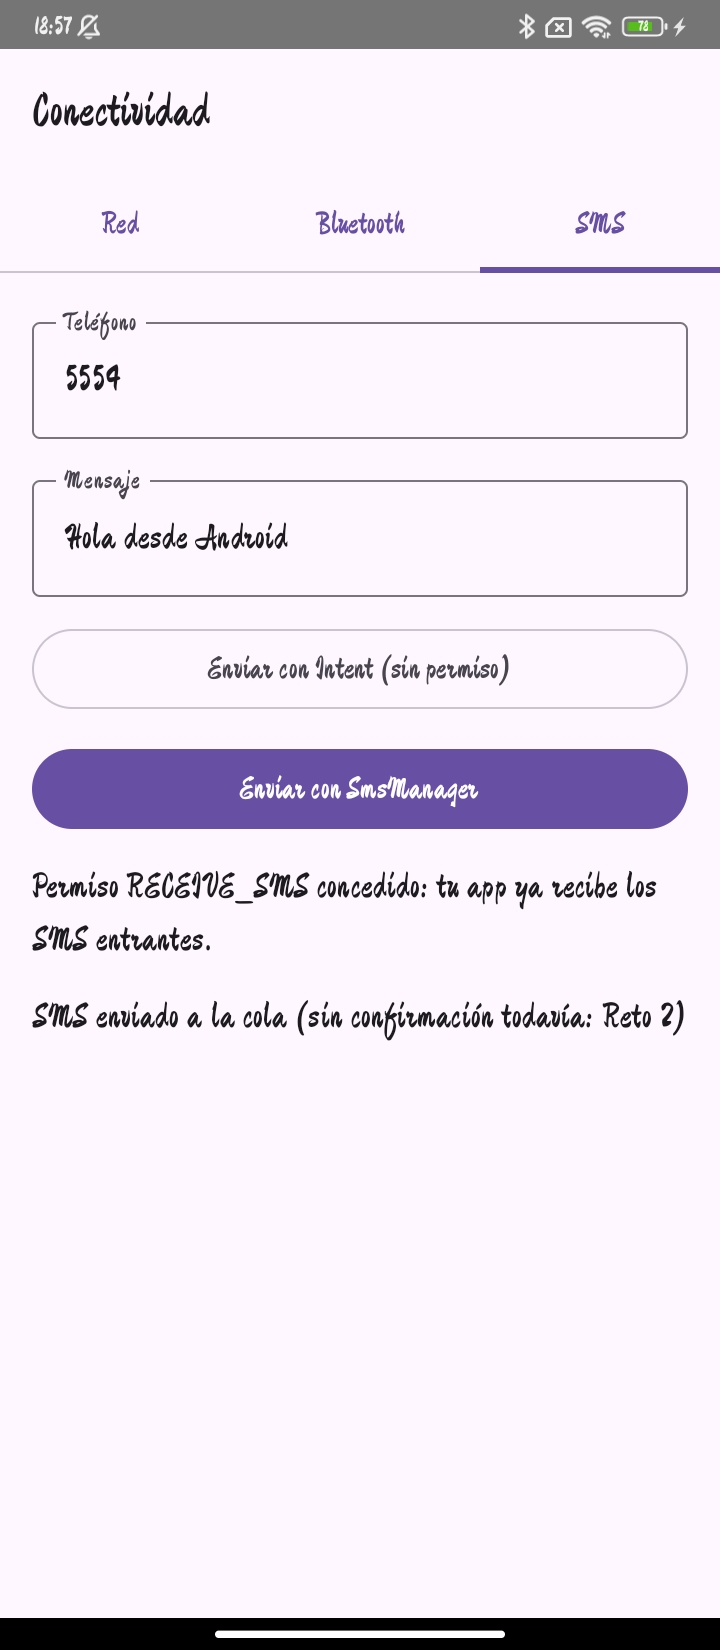 18:57
78
Conectividad
Red
Bluetooth
SMS
Teléfono
5554
Mensaje
Hola desde Android
Enviar con Intent (sin permiso)
Enviar con SmsManager
Permiso RECEIVE_SMS concedido: tu app ya recibe los
SMS entrantes.
SMS enviado a la cola (sin confirmación todavía: Reto 2)